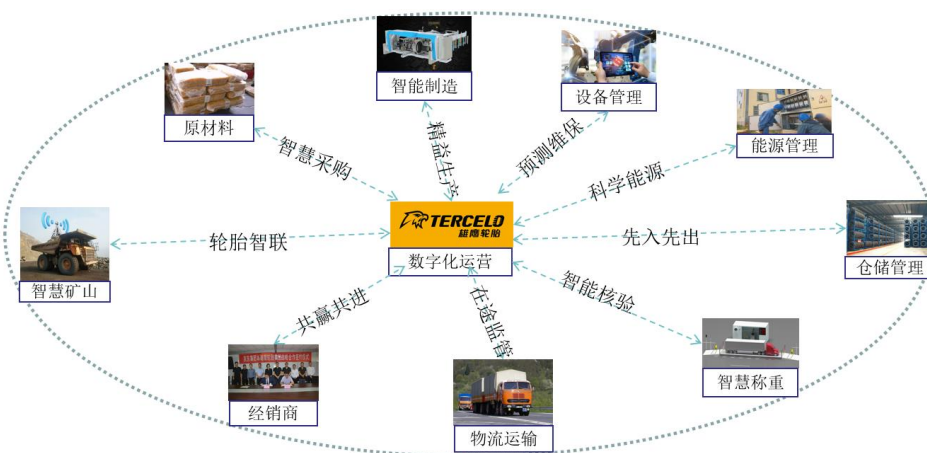 智能制造
设备管理
原材料
能源管理
智慧采购
精益生产
预测维保
科学能源
TERCELO
超鹰轮胎
数字化运营
轮胎智联
先入先出
智慧矿山
仓储管理
共赢共进
在途监管
智能核验
经销商
物流运输
智慧称重